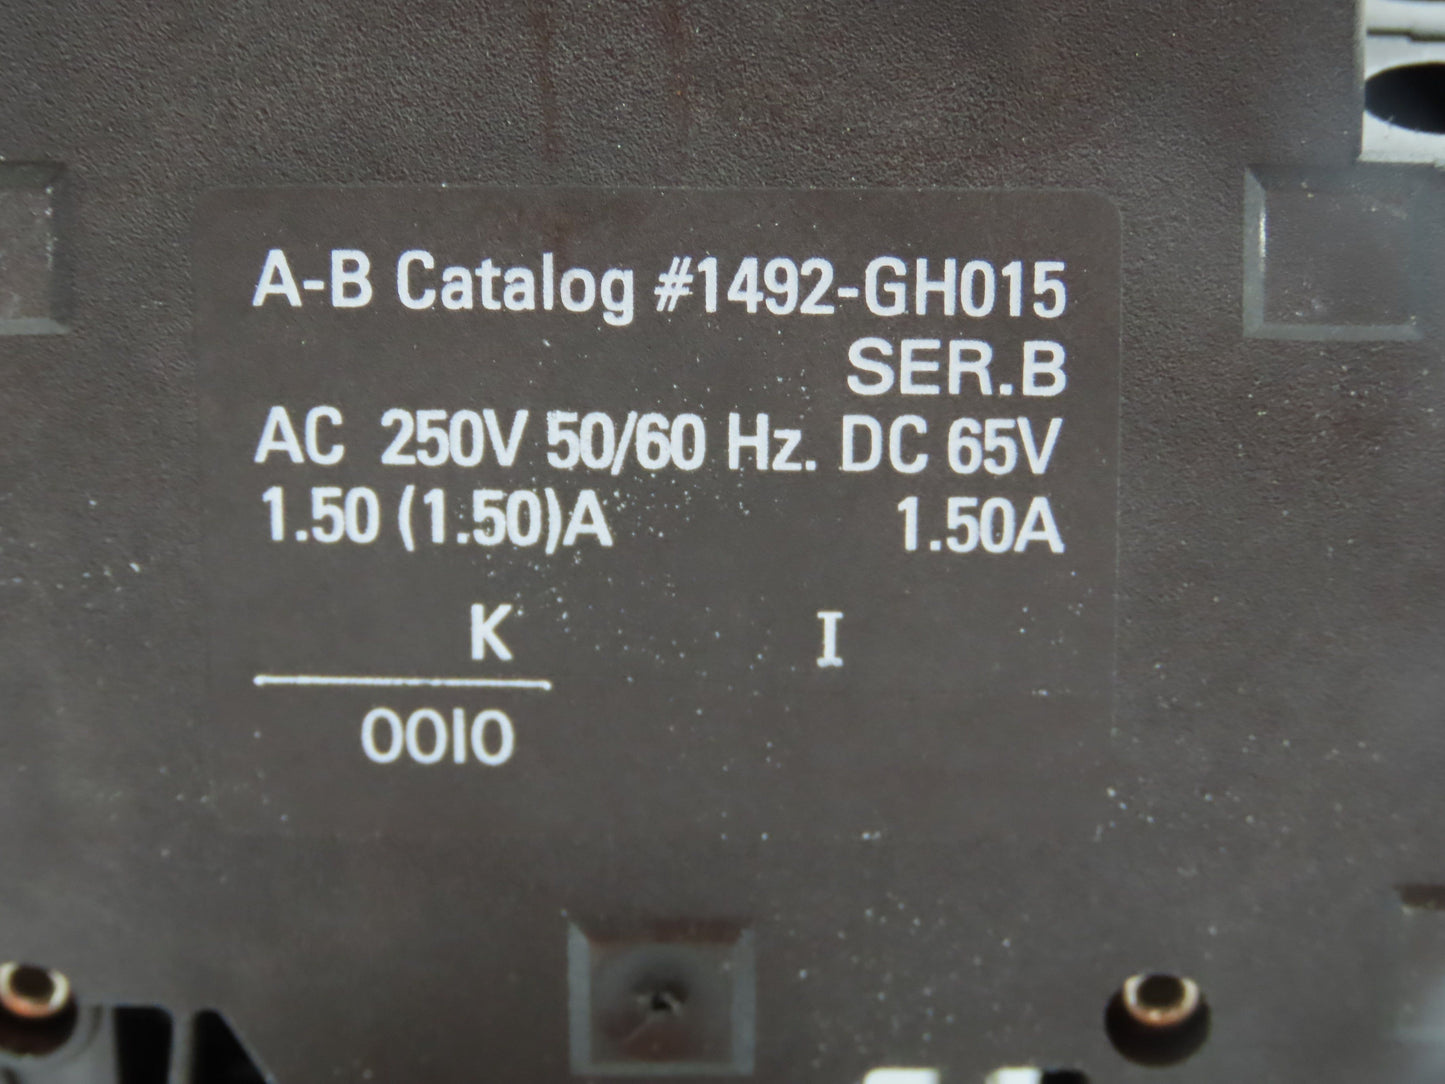 A-B Catalog #1492-GH015
SER.B
AC 250V 50/60 Hz. DC 65V
1.50 (1.50)A 1.50A
K I
0010